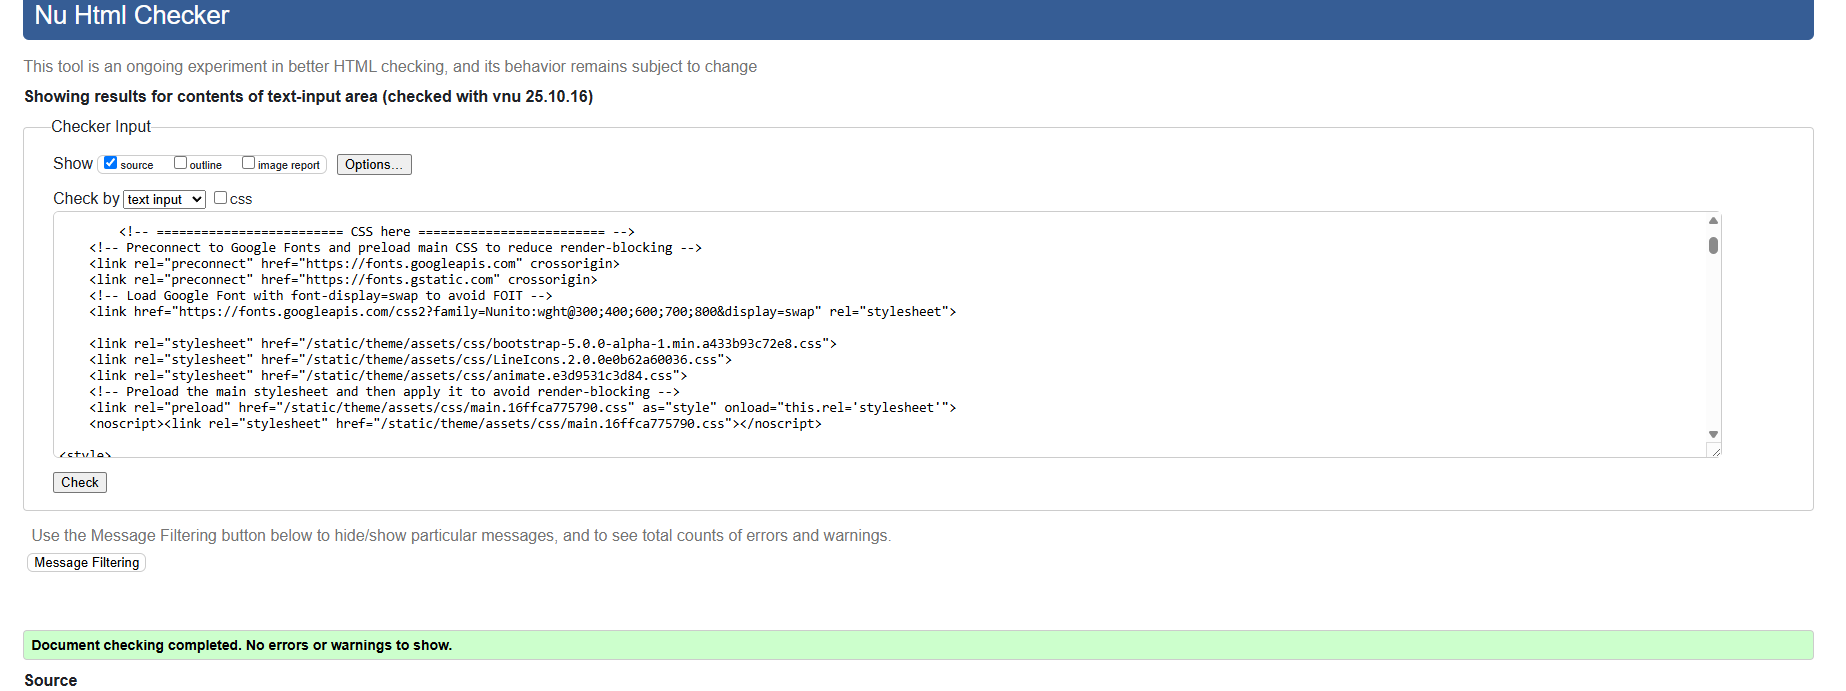 Nu Html Checker
This tool is an ongoing experiment in better HTML checking, and its behavior remains subject to change
Showing results for contents of text-input area (checked with vnu 25.10.16)
Checker Input
Show source outline image report Options...
Check by text input css
<!-- ========================= CSS here ========================= -->
<!-- Preconnect to Google Fonts and preload main CSS to reduce render-blocking -->
<link rel="preconnect" href="https://fonts.googleapis.com" crossorigin>
<link rel="preconnect" href="https://fonts.gstatic.com" crossorigin>
<!-- Load Google Font with font-display=swap to avoid FOIT -->
<link href="https://fonts.googleapis.com/css2?family=Nunito:wght@300;400;600;700;800&display=swap" rel="stylesheet">
<link rel="stylesheet" href="/static/theme/assets/css/bootstrap-5.0.0-alpha-1.min.a433b93c72e8.css">
<link rel="stylesheet" href="/static/theme/assets/css/LineIcons.2.0.0e0b62a60036.css">
<link rel="stylesheet" href="/static/theme/assets/css/animate.e3d9531c3d84.css">
<!-- Preload the main stylesheet and then apply it to avoid render-blocking -->
<link rel="preload" href="/static/theme/assets/css/main.16ffca775790.css" as="style" onload="this.rel='stylesheet'">
<noscript><link rel="stylesheet" href="/static/theme/assets/css/main.16ffca775790.css"></noscript>
<style>
Check
Use the Message Filtering button below to hide/show particular messages, and to see total counts of errors and warnings.
Message Filtering
Document checking completed. No errors or warnings to show.
Source